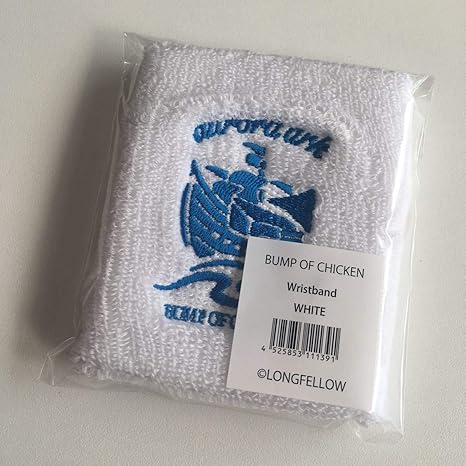 aurora ark
BUMP OF
BUMP OF CHICKEN
Wristband
WHITE
4 525853 111391
©LONGFELLOW